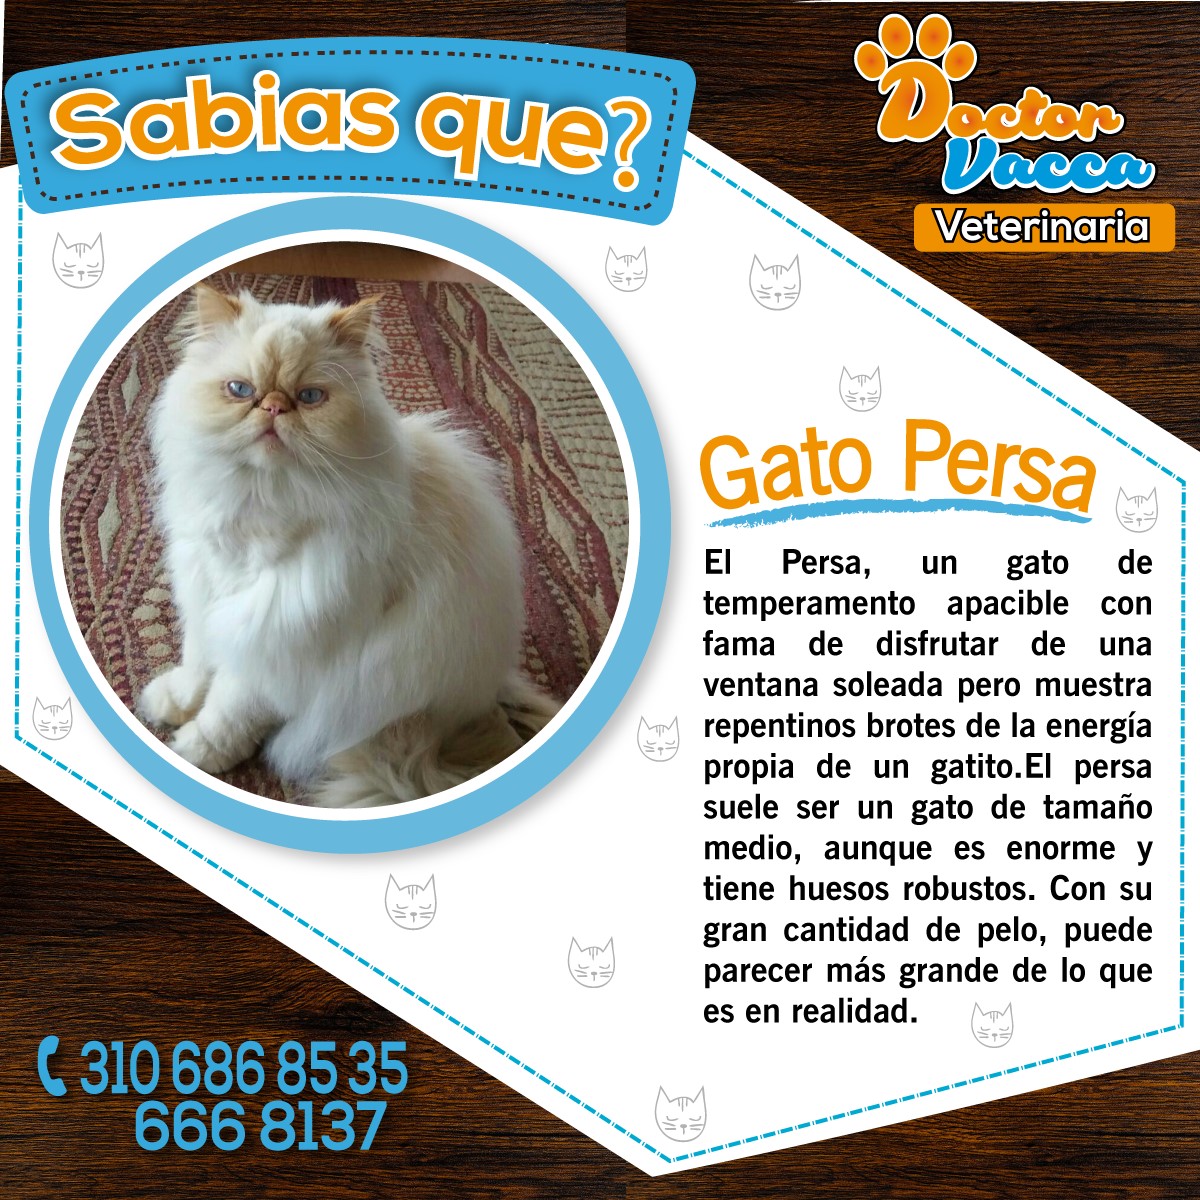 Sabias que?
Doctor
Vacca
Veterinaria
Gato Persa
El Persa, un gato de
temperamento apacible con
fama de disfrutar de una
ventana soleada pero muestra
repentinos brotes de la energía
propia de un gatito.El persa
suele ser un gato de tamaño
medio, aunque es enorme y
tiene huesos robustos. Con su
gran cantidad de pelo, puede
parecer más grande de lo que
es en realidad.
310 686 85 35
666 8137